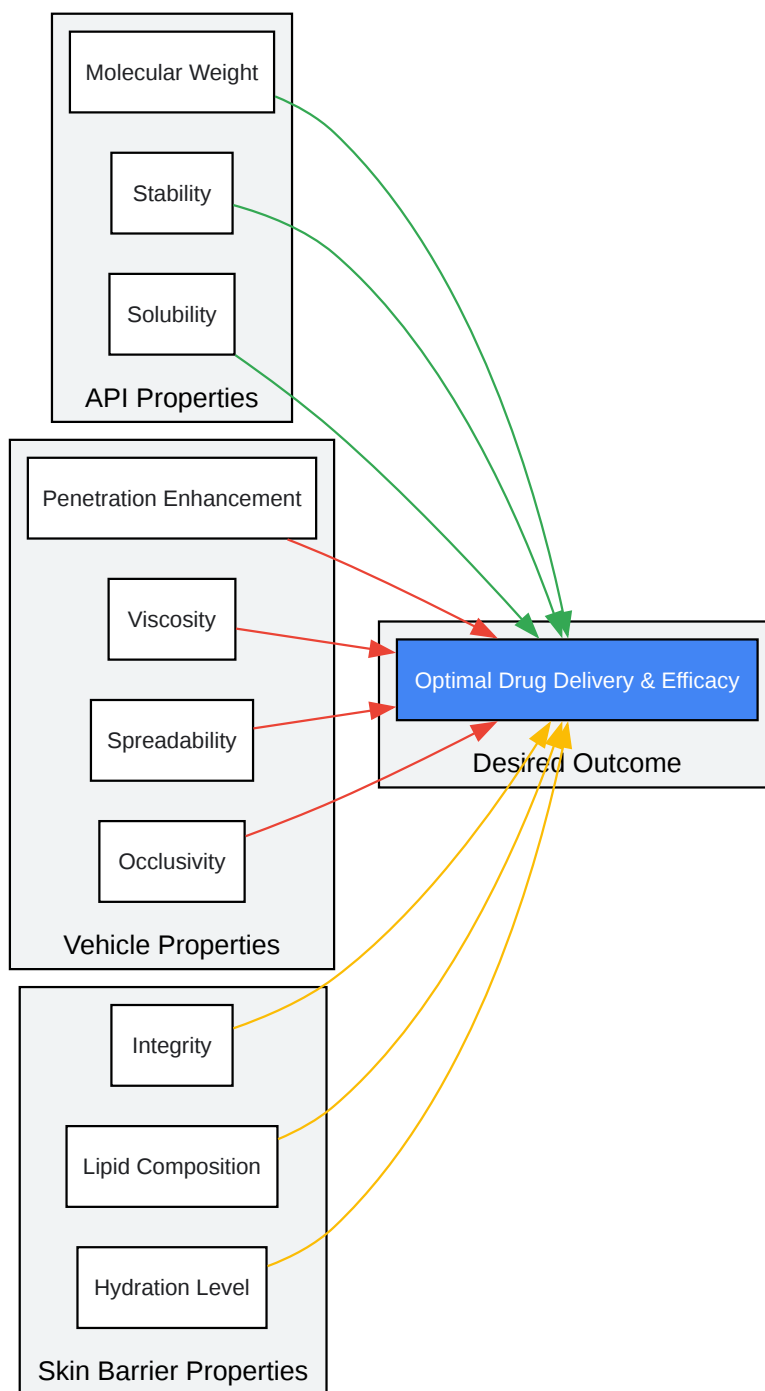 Molecular Weight
Stability
Solubility
API Properties
Penetration Enhancement
Viscosity
Spreadability
Occlusivity
Vehicle Properties
Optimal Drug Delivery & Efficacy
Desired Outcome
Integrity
Lipid Composition
Hydration Level
Skin Barrier Properties